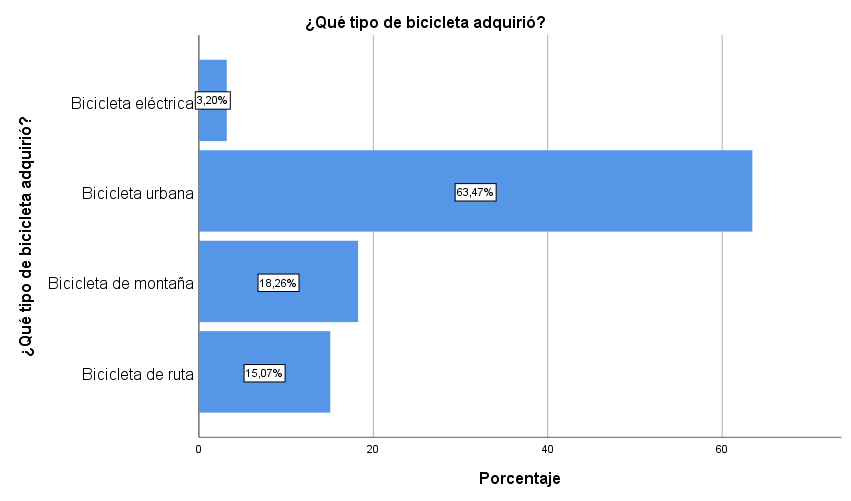 ¿Qué tipo de bicicleta adquirió?
¿Qué tipo de bicicleta adquirió?
Bicicleta eléctrica
3,20%
Bicicleta urbana
63,47%
Bicicleta de montaña
18,26%
Bicicleta de ruta
15,07%
0
20
40
60
Porcentaje